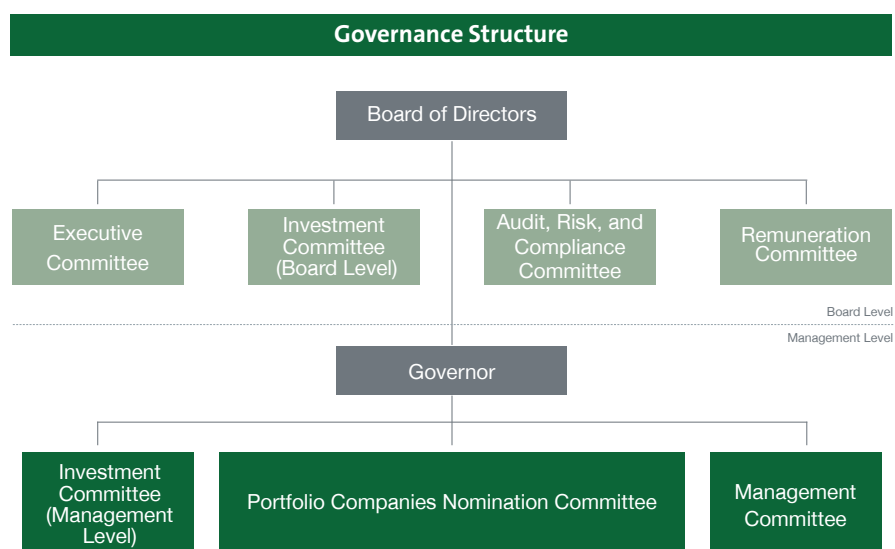 Governance Structure
Board of Directors
Executive
Committee
Investment
Committee
(Board Level)
Audit, Risk, and
Compliance
Committee
Remuneration
Committee
Board Level
Management Level
Governor
Investment
Committee
(Management
Level)
Portfolio Companies Nomination Committee
Management
Committee